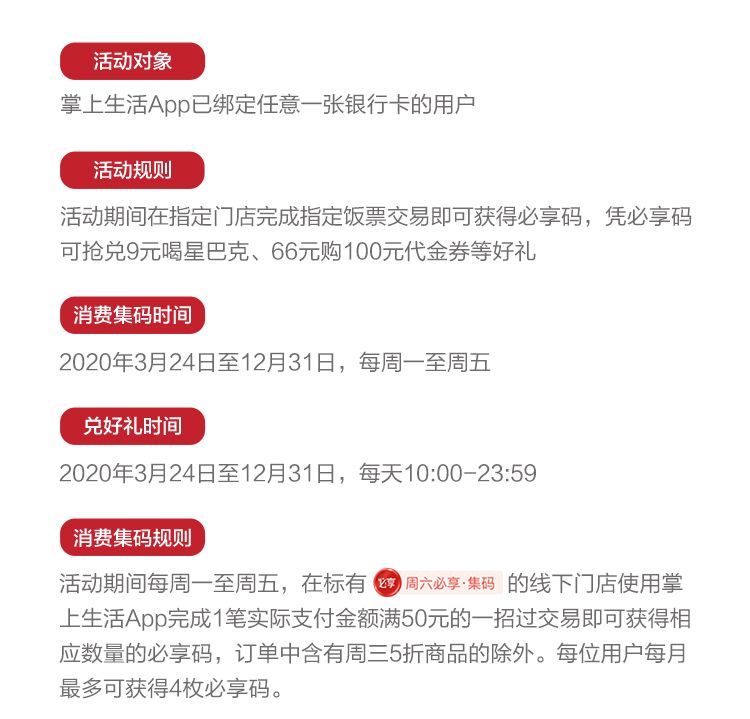 活动对象
掌上生活App已绑定任意一张银行卡的用户
活动规则
活动期间在指定门店完成指定饭票交易即可获得必享码，凭必享码
可抢兑9元喝星巴克、66元购100元代金券等好礼
消费集码时间
2020年3月24日至12月31日，每周一至周五
兑好礼时间
2020年3月24日至12月31日，每天10:00-23:59
消费集码规则
活动期间每周一至周五，在标有 必享 周六必享·集码 的线下门店使用掌
上生活App完成1笔实际支付金额满50元的一招过交易即可获得相
应数量的必享码，订单中含有周三5折商品的除外。每位用户每月
最多可获得4枚必享码。